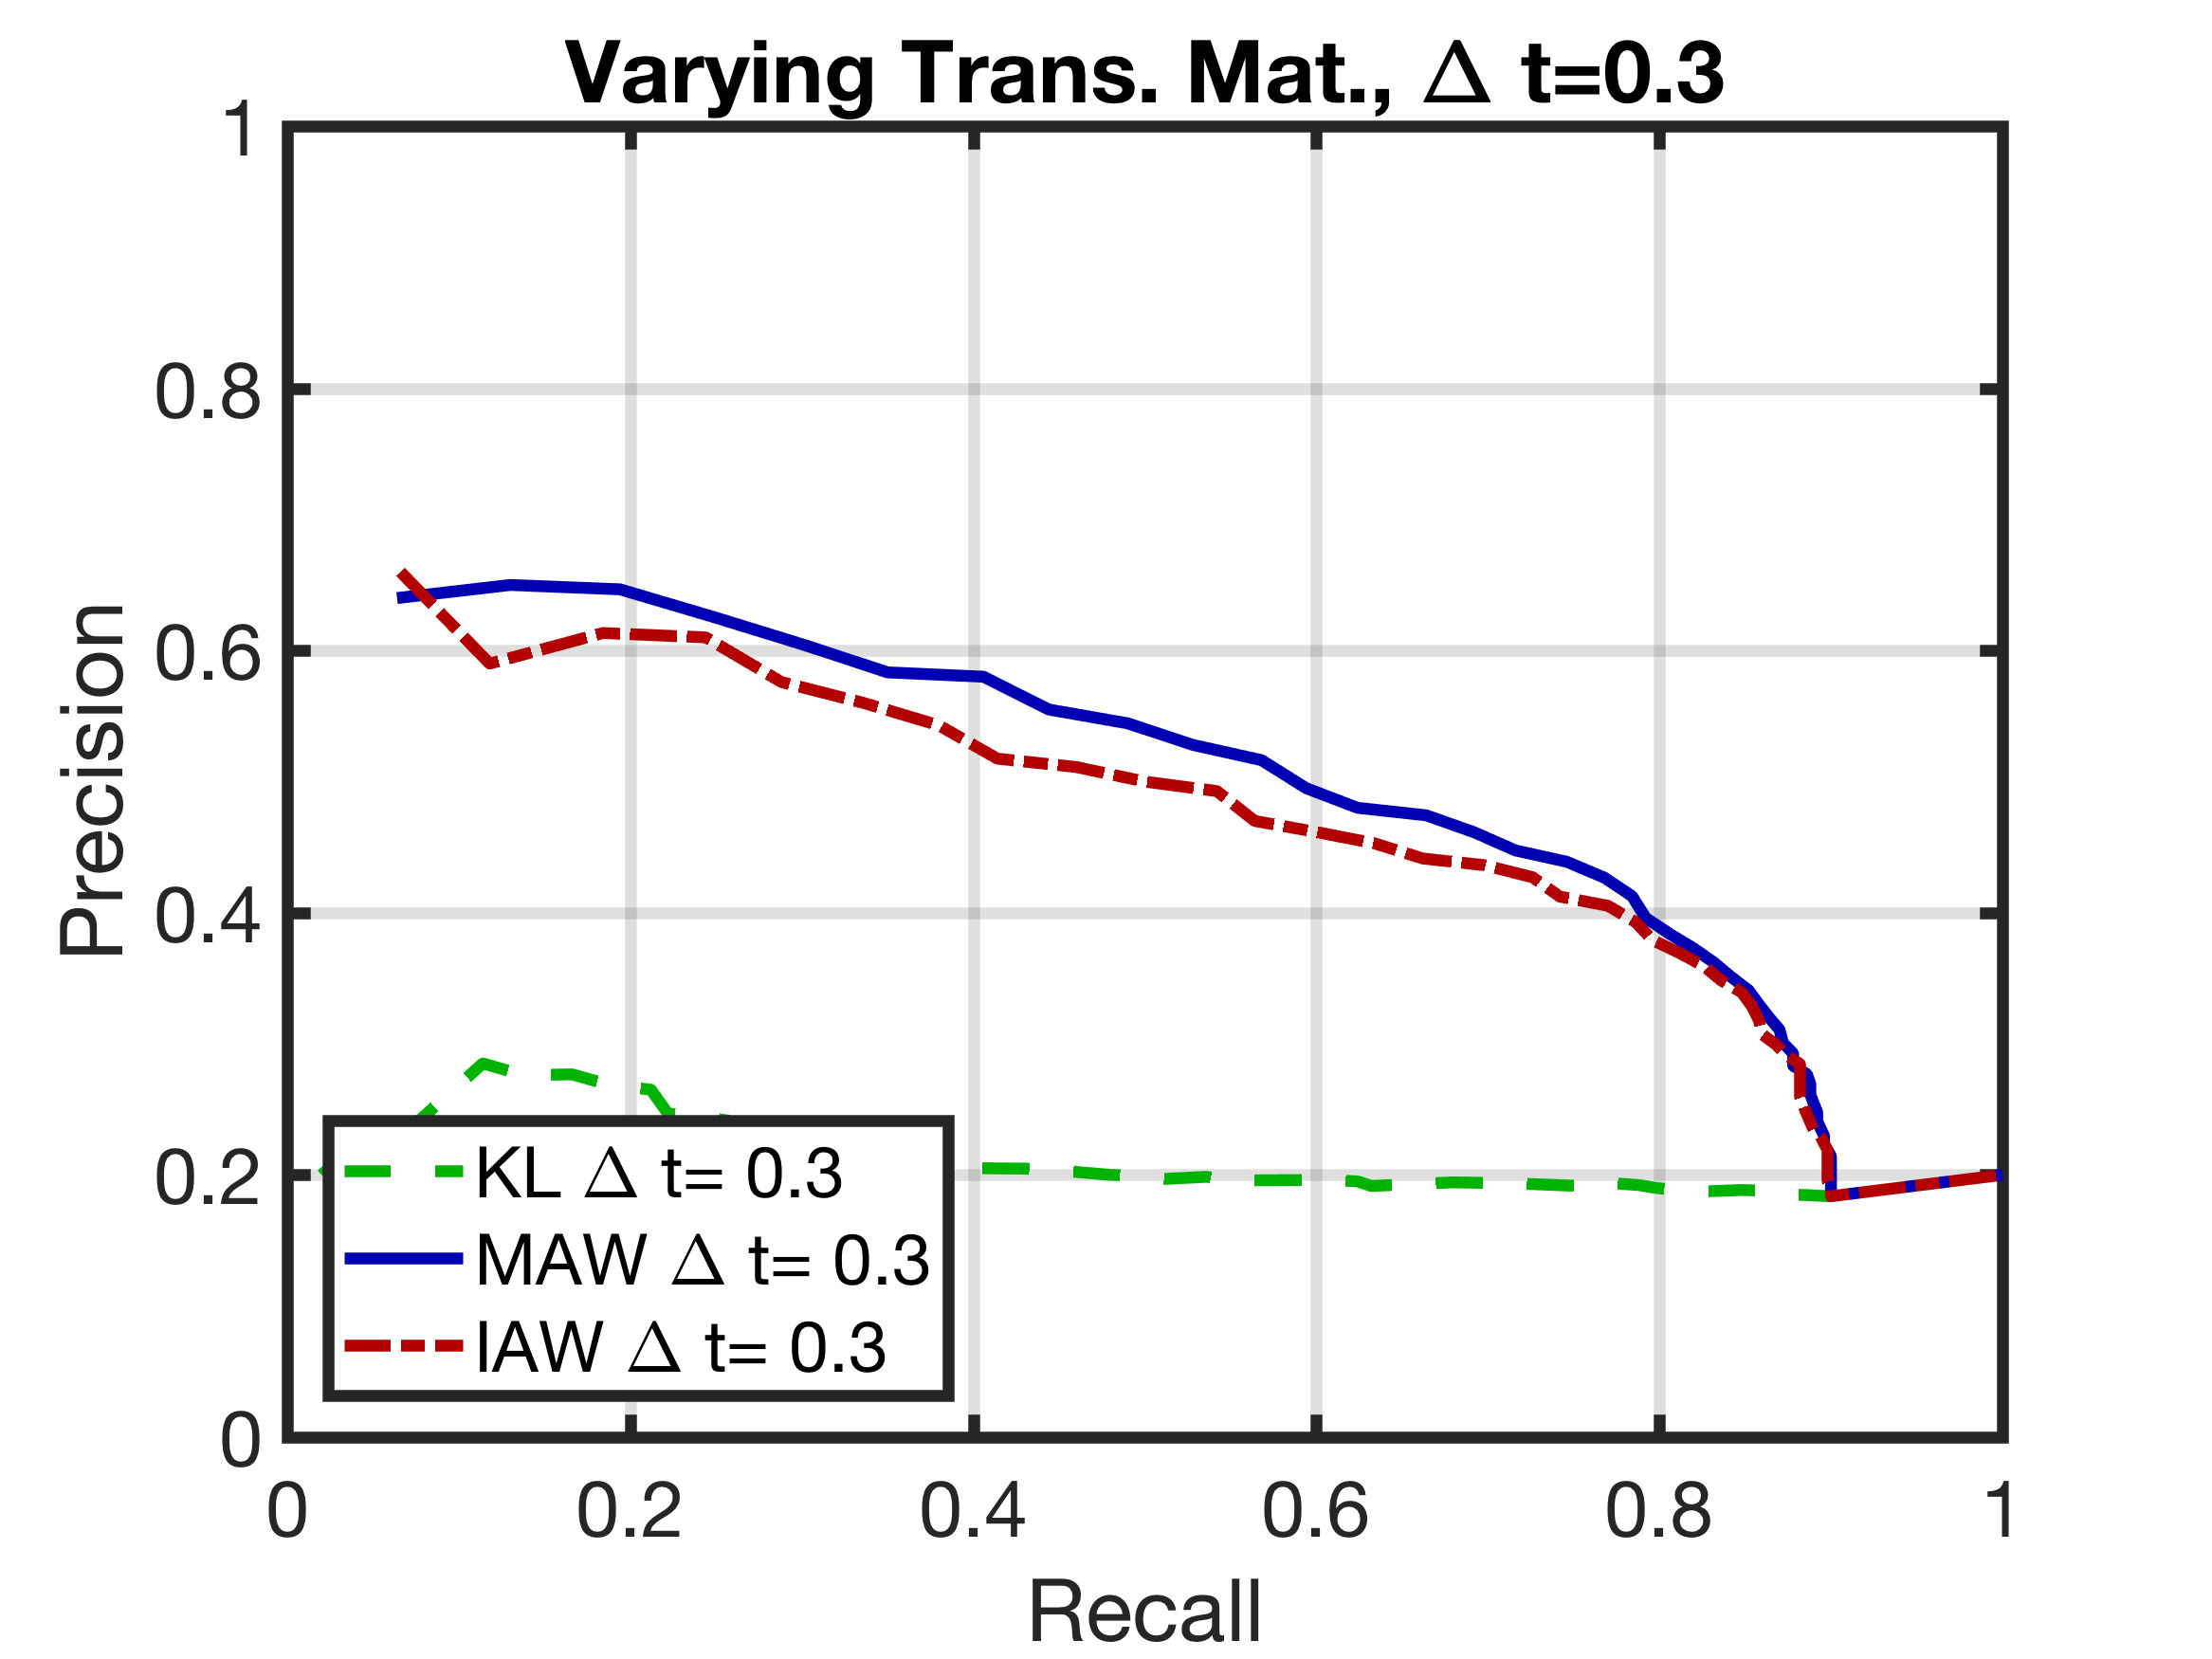 Varying Trans. Mat., Δ t=0.3
1
0.8
0.6
0.4
0.2
0
Precision
KL Δ t= 0.3
MAW Δ t= 0.3
IAW Δ t= 0.3
0 0.2 0.4 0.6 0.8 1
Recall